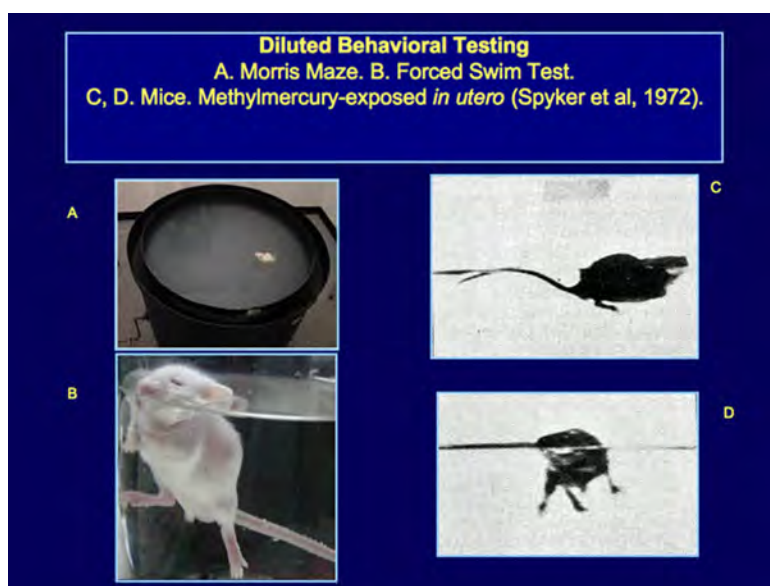 Diluted Behavioral Testing
A. Morris Maze. B. Forced Swim Test.
C, D. Mice. Methylmercury-exposed in utero (Spyker et al, 1972).
A
C
B
D